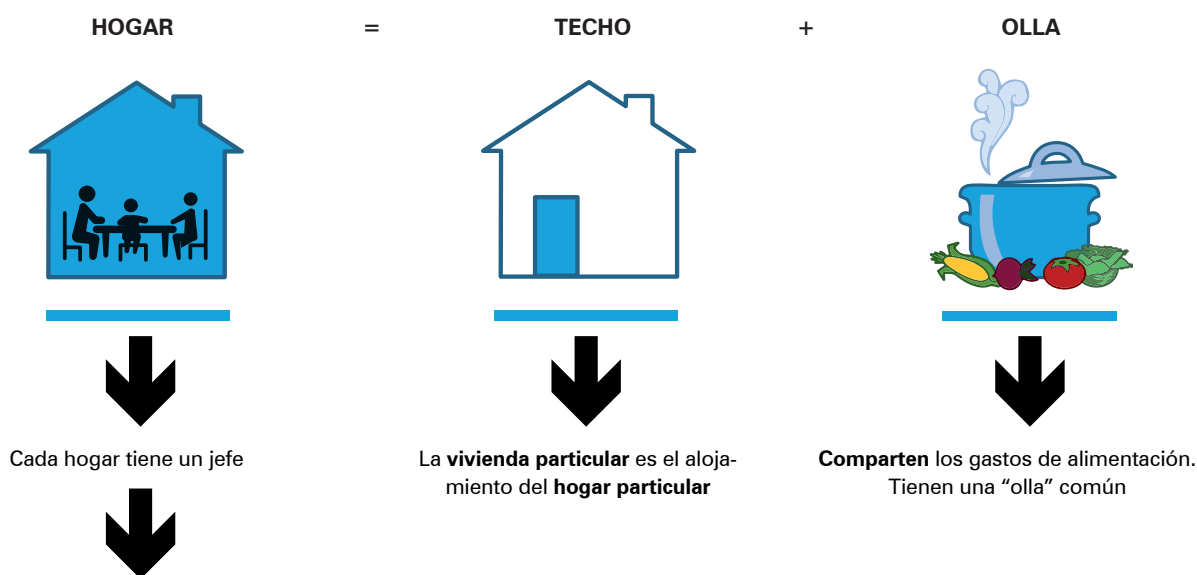 HOGAR = TECHO + OLLA
Cada hogar tiene un jefe
La vivienda particular es el aloja-
miento del hogar particular
Comparten los gastos de alimentación.
Tienen una “olla” común